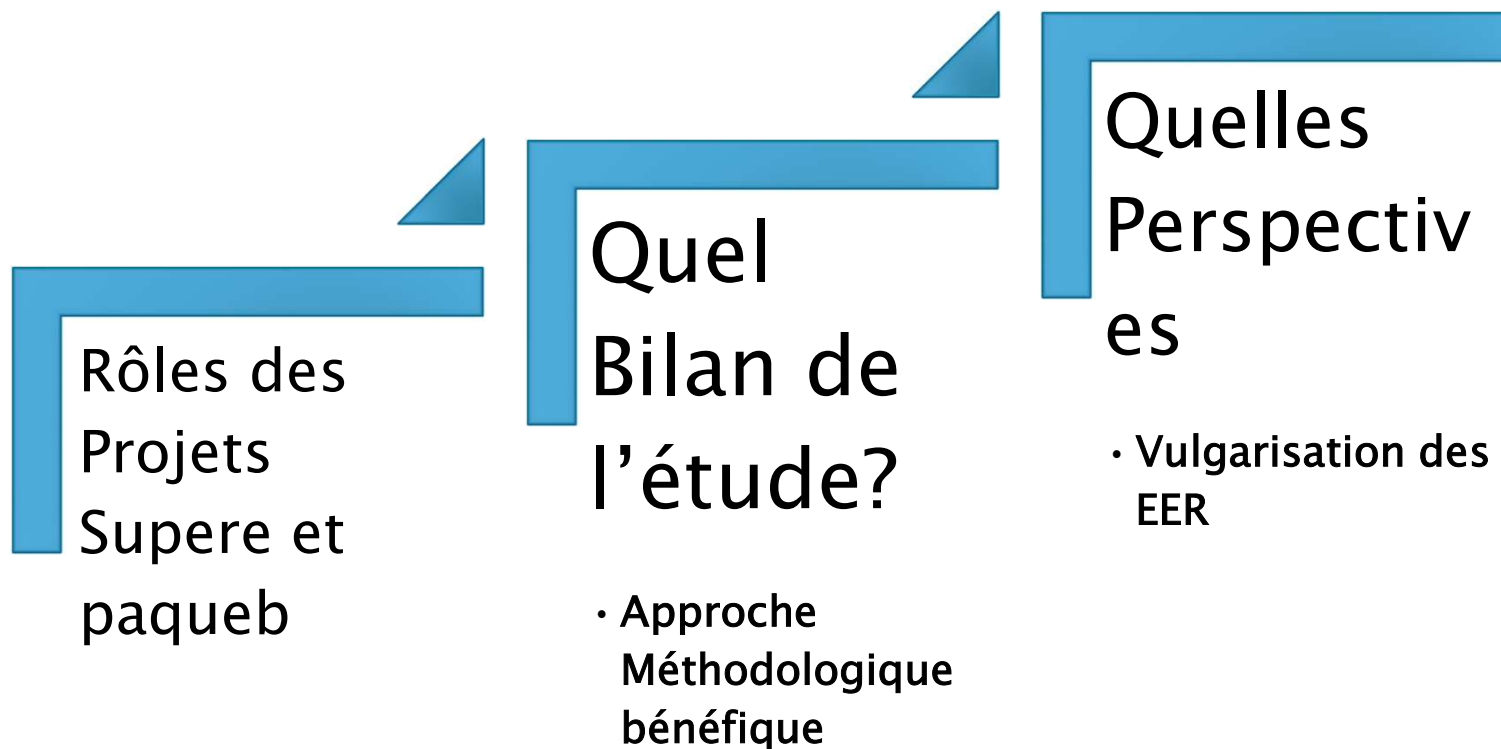 Rôles des
Projets
Supere et
paqueb
Quel
Bilan de
l’étude?
• Approche
Méthodologique
bénéfique
Quelles
Perspectiv
es
• Vulgarisation des
EER